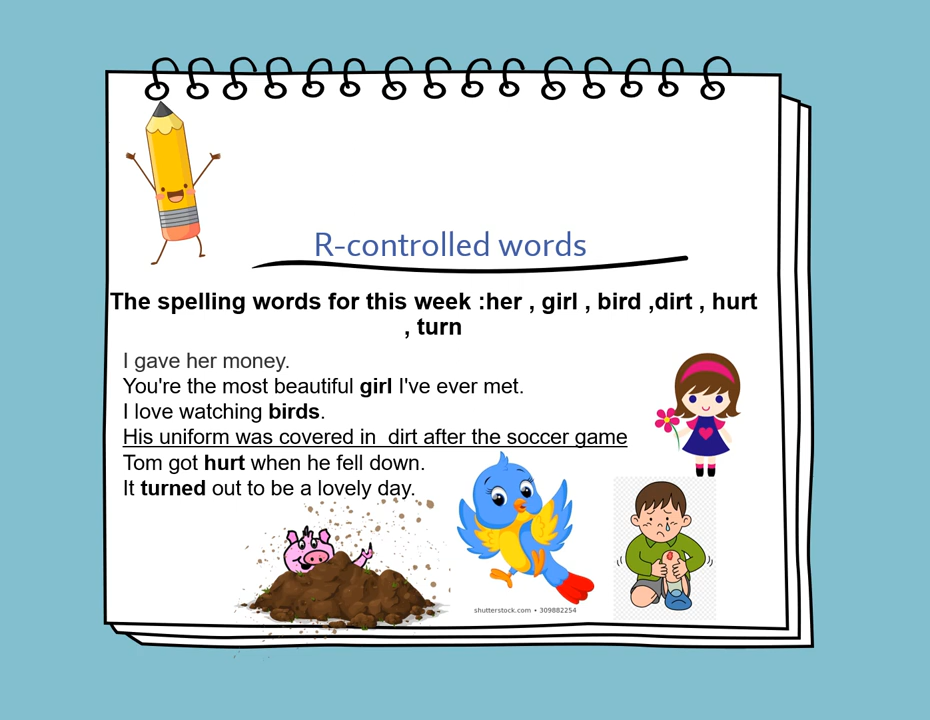 R-controlled words
The spelling words for this week :her , girl , bird ,dirt , hurt
, turn
I gave her money.
You're the most beautiful girl I've ever met.
I love watching birds.
His uniform was covered in  dirt after the soccer game
Tom got hurt when he fell down.
It turned out to be a lovely day.
shutterstock.com • 309882254